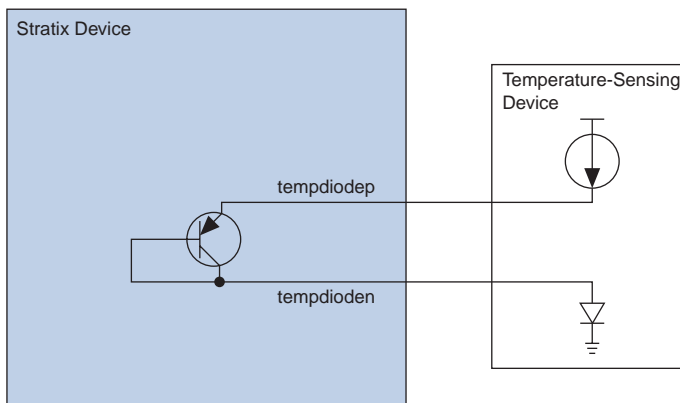 Stratix Device
Temperature-Sensing
Device
tempdiodep
tempdioden